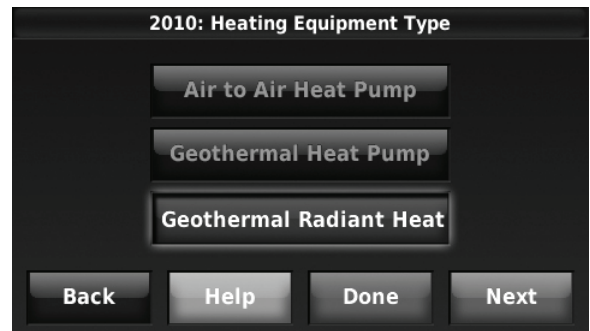 2010: Heating Equipment Type
Air to Air Heat Pump
Geothermal Heat Pump
Geothermal Radiant Heat
Back Help Done Next